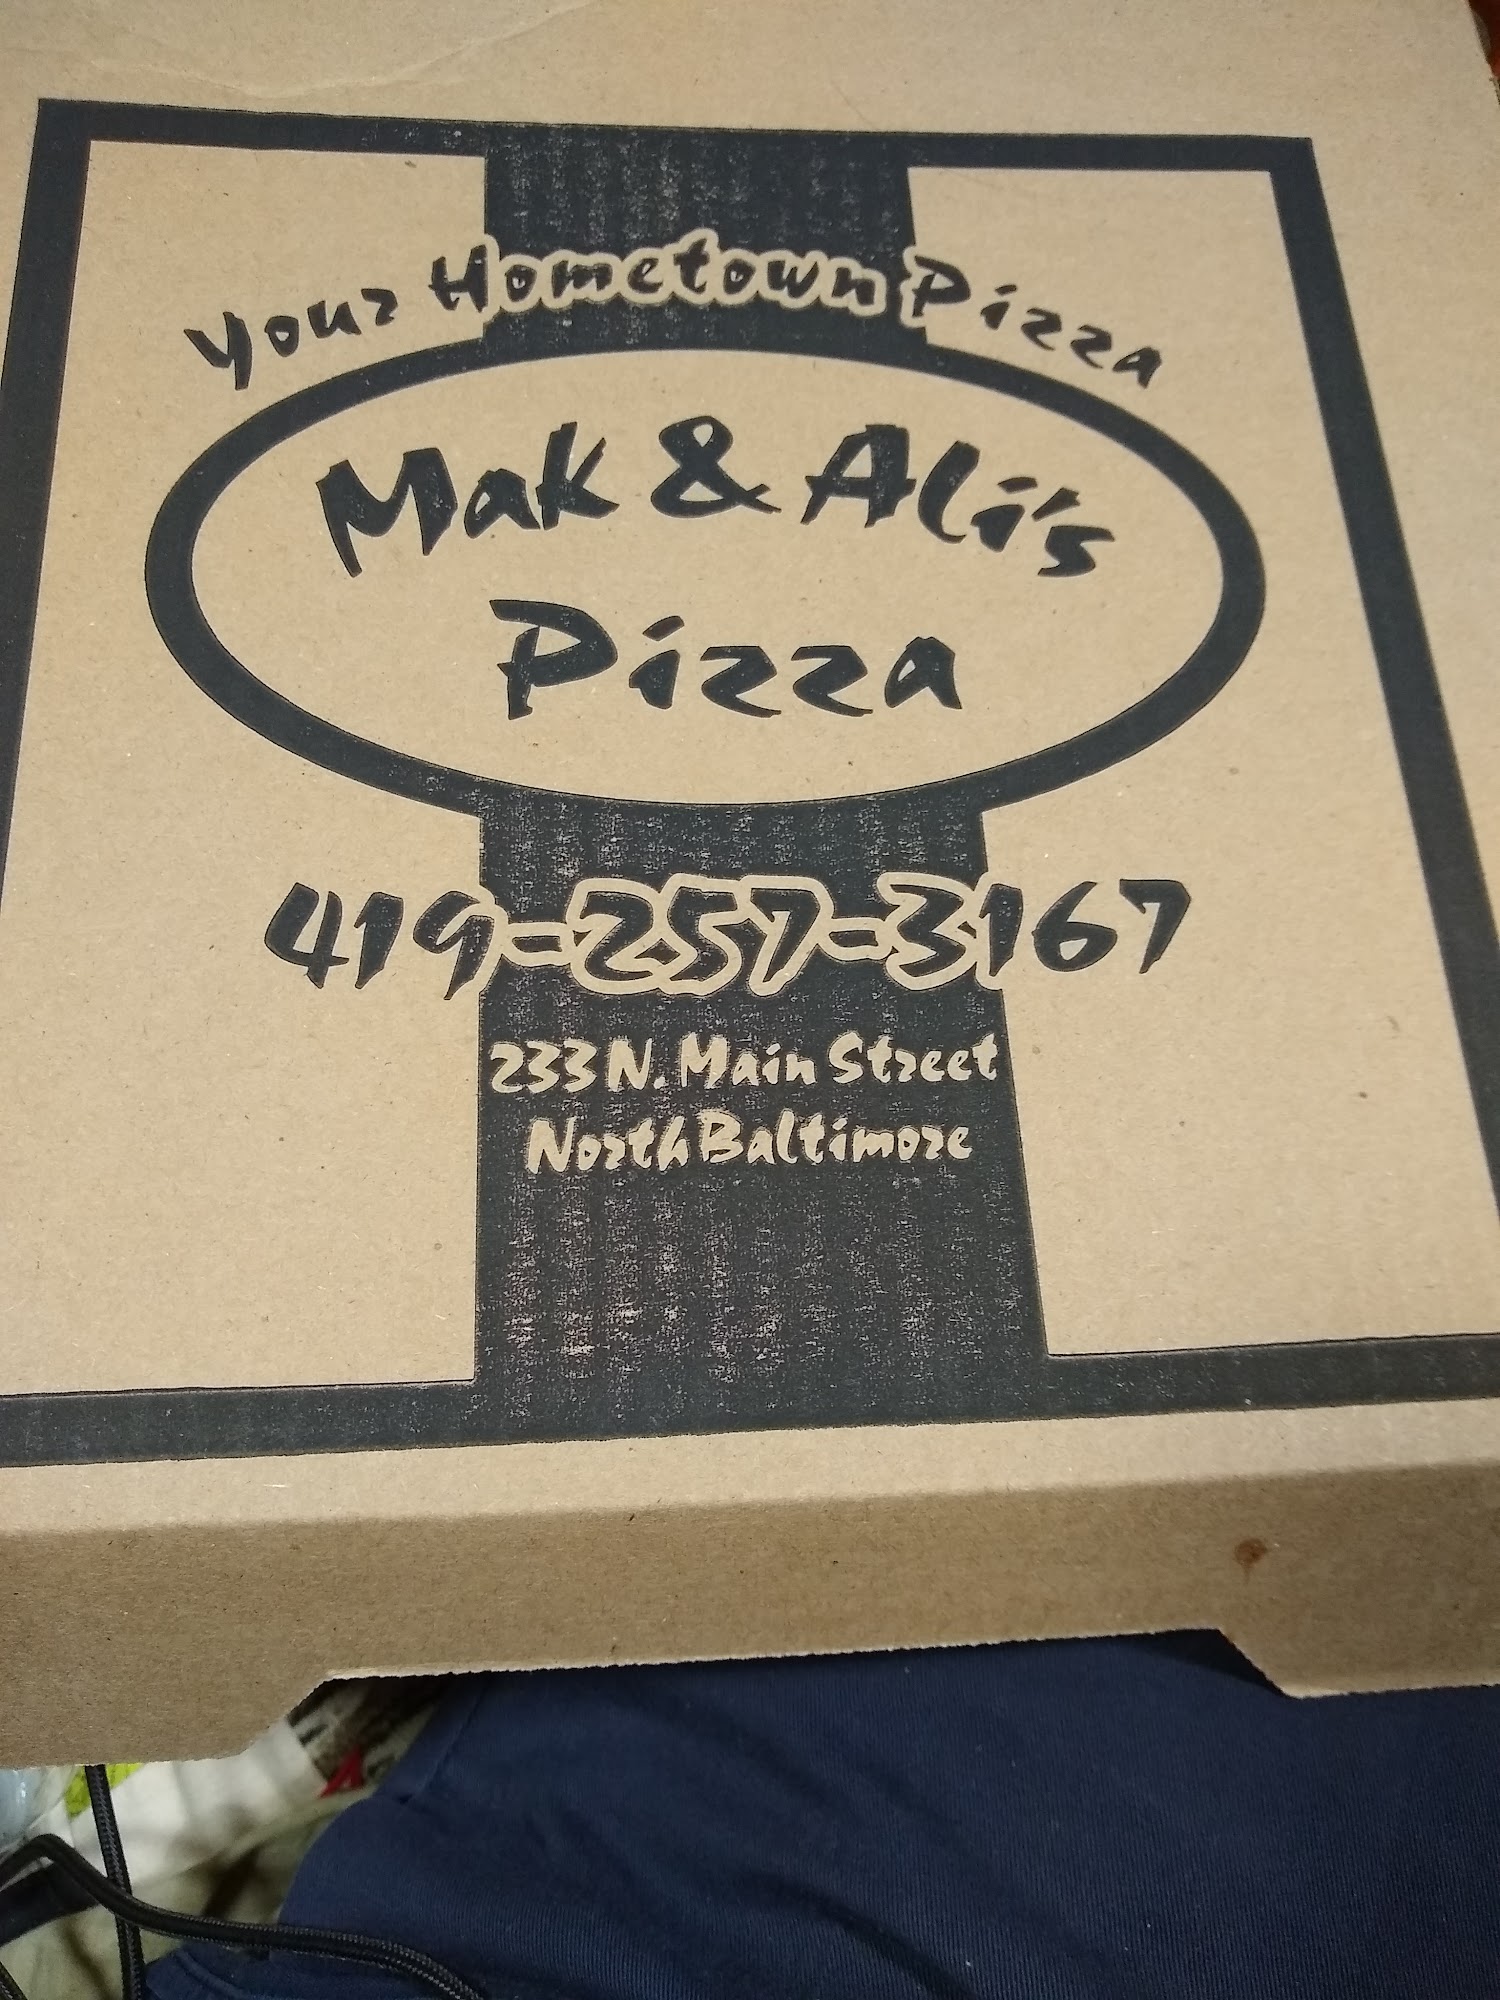 Your Hometown Pizza
Mak & Ali's
Pizza
419-257-3167
233 N. Main Street
North Baltimore